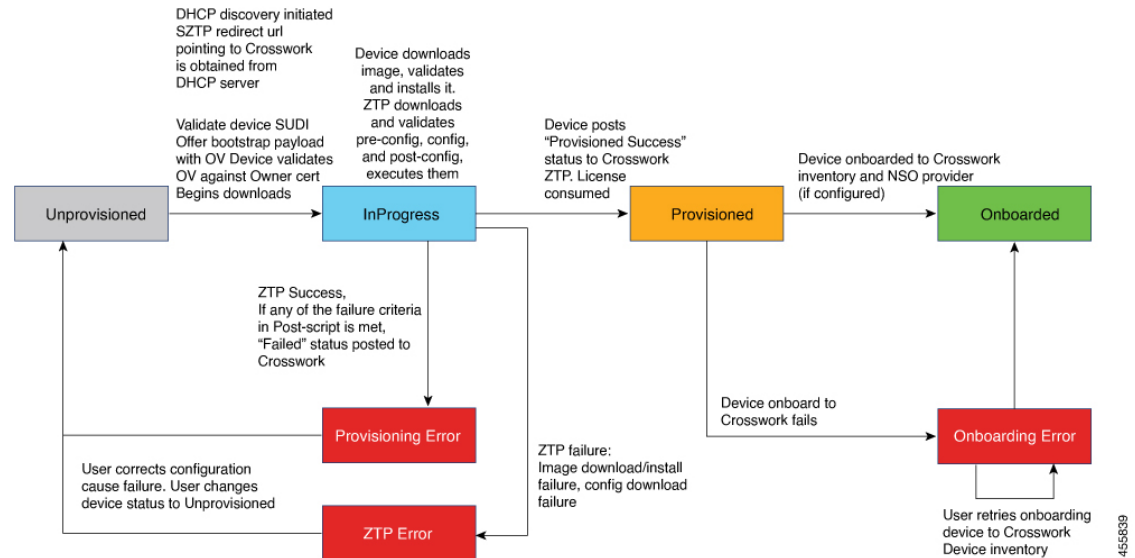 DHCP discovery initiated
SZTP redirect url
pointing to Crosswork
is obtained from
DHCP server
Validate device SUDI
Offer bootstrap payload
with OV Device validates
OV against Owner cert
Begins downloads
Device downloads
image, validates
and installs it.
ZTP downloads
and validates
pre-config, config,
and post-config,
executes them
Device posts
“Provisioned Success”
status to Crosswork
ZTP. License
consumed
Device onboarded to Crosswork
inventory and NSO provider
(if configured)
Unprovisioned
InProgress
Provisioned
Onboarded
ZTP Success,
If any of the failure criteria
in Post-script is met,
“Failed” status posted to
Crosswork
Device onboard to
Crosswork fails
Provisioning Error
Onboarding Error
User corrects configuration
cause failure. User changes
device status to Unprovisioned
ZTP failure:
Image download/install
failure, config download
failure
ZTP Error
User retries onboarding
device to Crosswork
Device inventory
455839